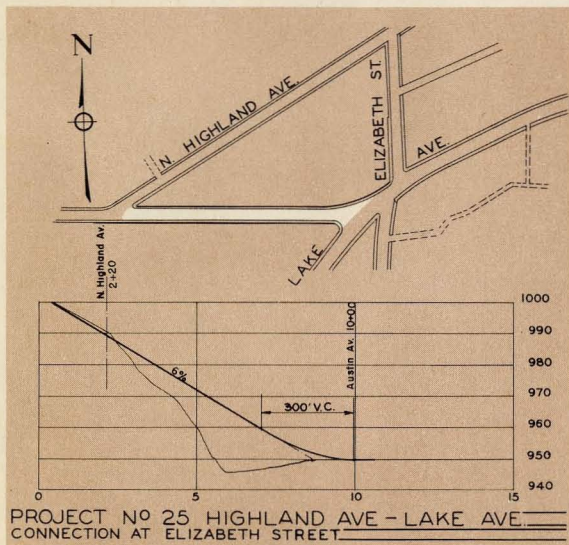 N
N. HIGHLAND AVE.
ELIZABETH ST.
AVE.
LAKE
N. Highland Av.
2+20
Austin Av. 10+00
6%
300' V.C.
1000
990
980
970
960
950
940
0 5 10 15
PROJECT Nº 25 HIGHLAND AVE - LAKE AVE
CONNECTION AT ELIZABETH STREET